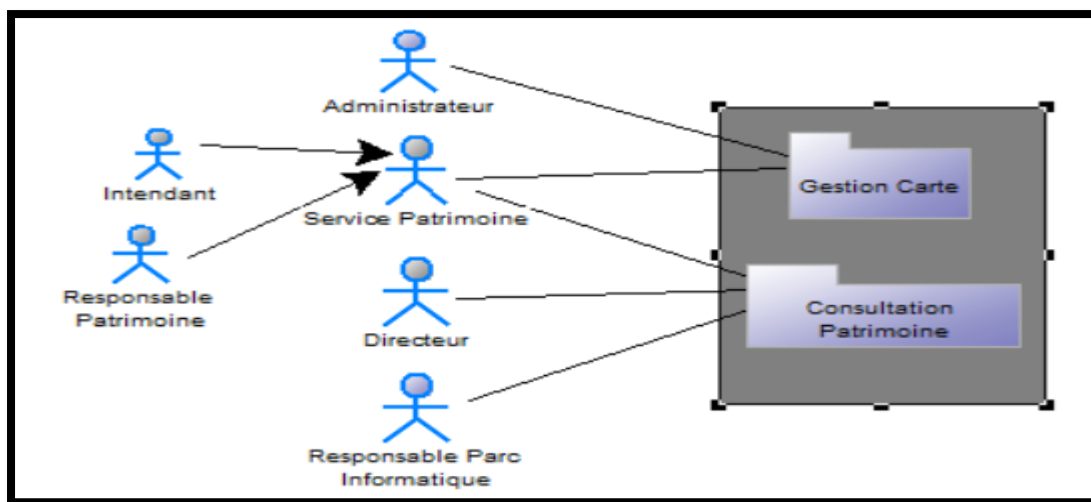 Administrateur
Intendant
Service Patrimoine
Gestion Carte
Responsable
Patrimoine
Directeur
Consultation
Patrimoine
Responsable Parc
Informatique